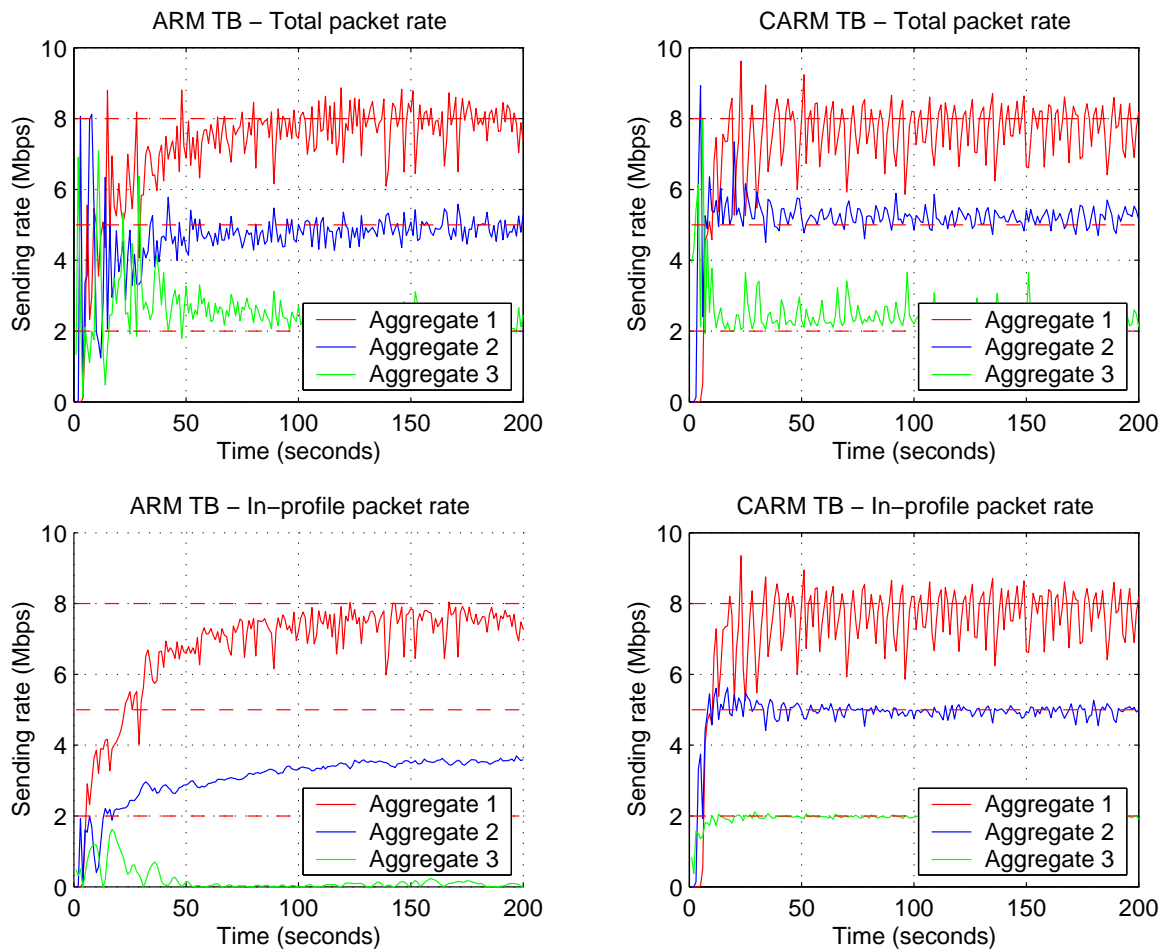 ARM TB − Total packet rate
10
8
6
4
2
0
0 50 100 150 200
Sending rate (Mbps)
Time (seconds)
Aggregate 1
Aggregate 2
Aggregate 3
CARM TB − Total packet rate
10
8
6
4
2
0
0 50 100 150 200
Sending rate (Mbps)
Time (seconds)
Aggregate 1
Aggregate 2
Aggregate 3
ARM TB − In−profile packet rate
10
8
6
4
2
0
0 50 100 150 200
Sending rate (Mbps)
Time (seconds)
Aggregate 1
Aggregate 2
Aggregate 3
CARM TB − In−profile packet rate
10
8
6
4
2
0
0 50 100 150 200
Sending rate (Mbps)
Time (seconds)
Aggregate 1
Aggregate 2
Aggregate 3